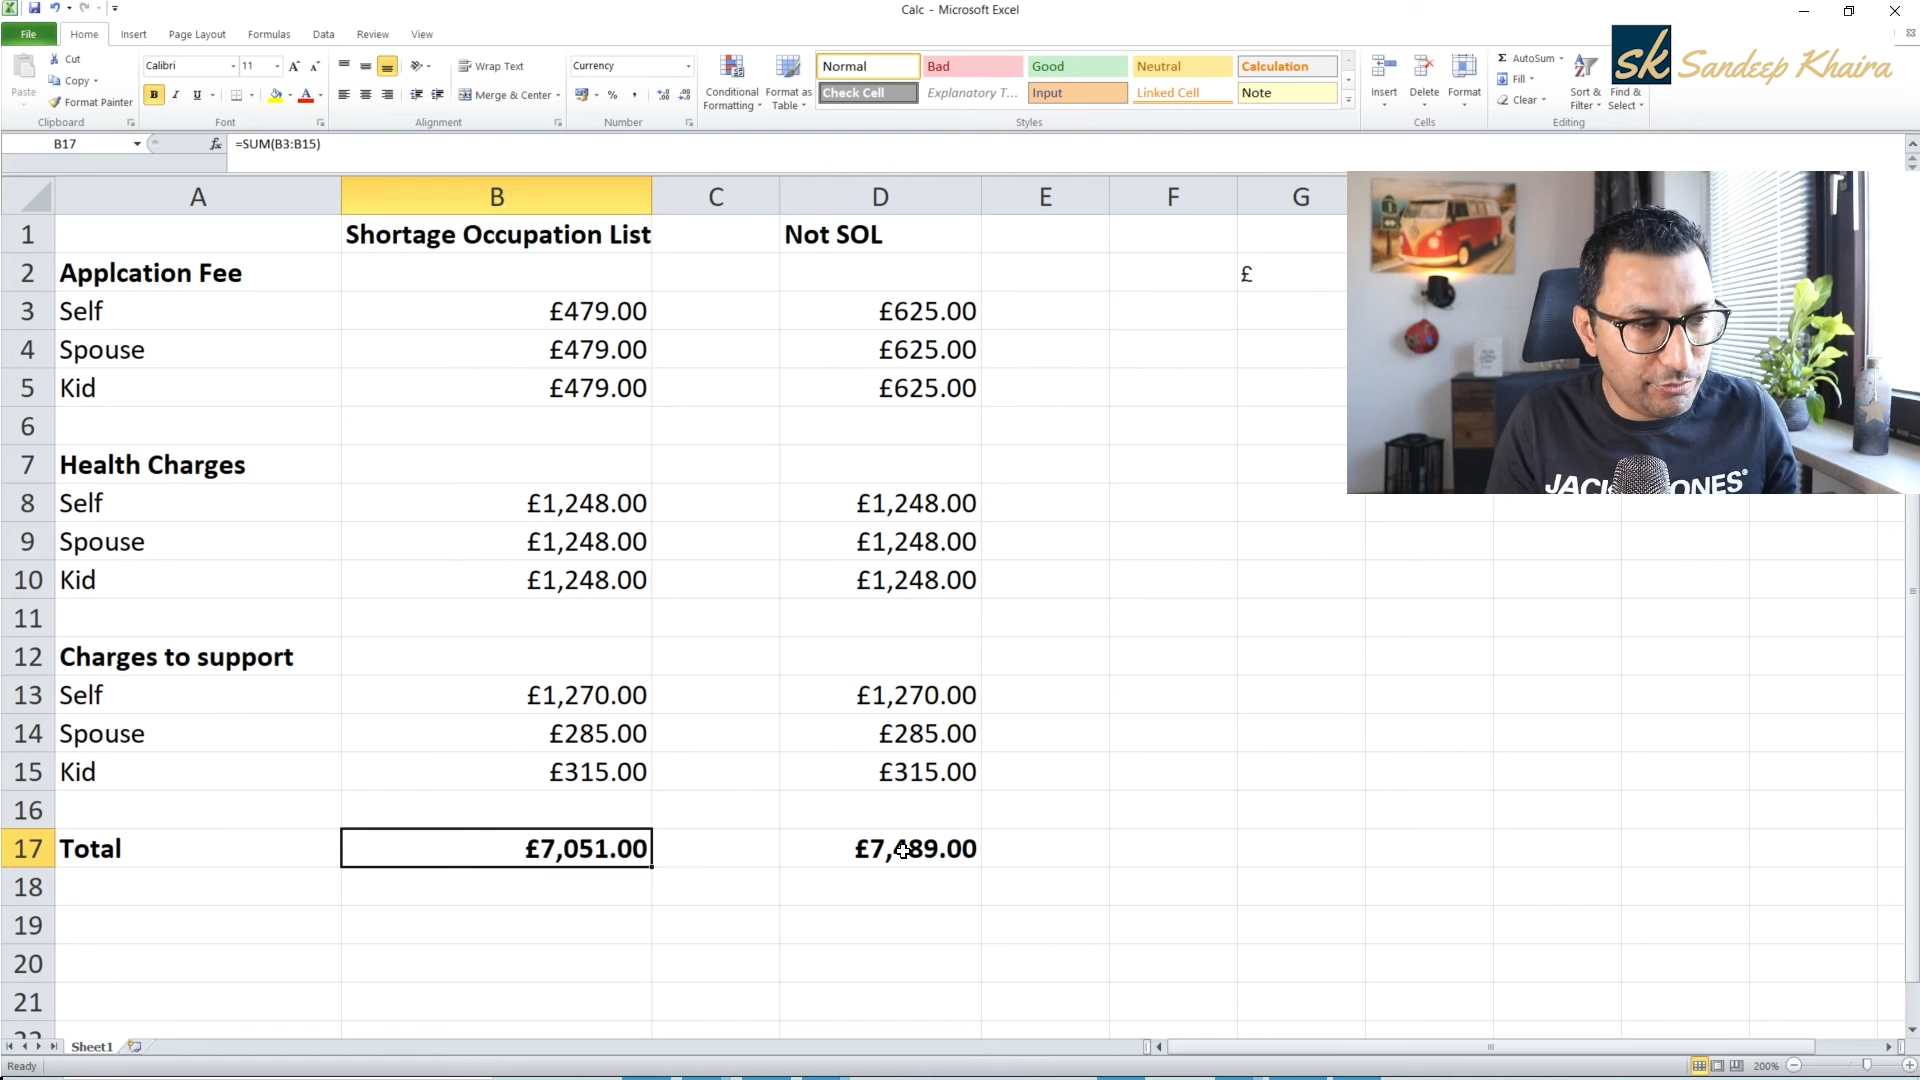 Calc - Microsoft Excel
File Home Insert Page Layout Formulas Data Review View
Cut
Copy
Format Painter
Paste
Clipboard
Calibri 11
Font
Wrap Text
Merge & Center
Alignment
Currency
Number
Conditional Formatting
Format as Table
Normal Bad Good Neutral Calculation
Check Cell Explanatory T... Input Linked Cell Note
Styles
Insert Delete Format
Cells
Σ AutoSum
Fill
Clear
Sort & Filter
Find & Select
Editing
sk Sandeep Khaira
B17 fx =SUM(B3:B15)
A B C D E F G
1 Shortage Occupation List Not SOL
2 Applcation Fee £
3 Self £479.00 £625.00
4 Spouse £479.00 £625.00
5 Kid £479.00 £625.00
6
7 Health Charges
8 Self £1,248.00 £1,248.00
9 Spouse £1,248.00 £1,248.00
10 Kid £1,248.00 £1,248.00
11
12 Charges to support
13 Self £1,270.00 £1,270.00
14 Spouse £285.00 £285.00
15 Kid £315.00 £315.00
16
17 Total £7,051.00 £7,489.00
18
19
20
21
22
Sheet1
Ready 200%